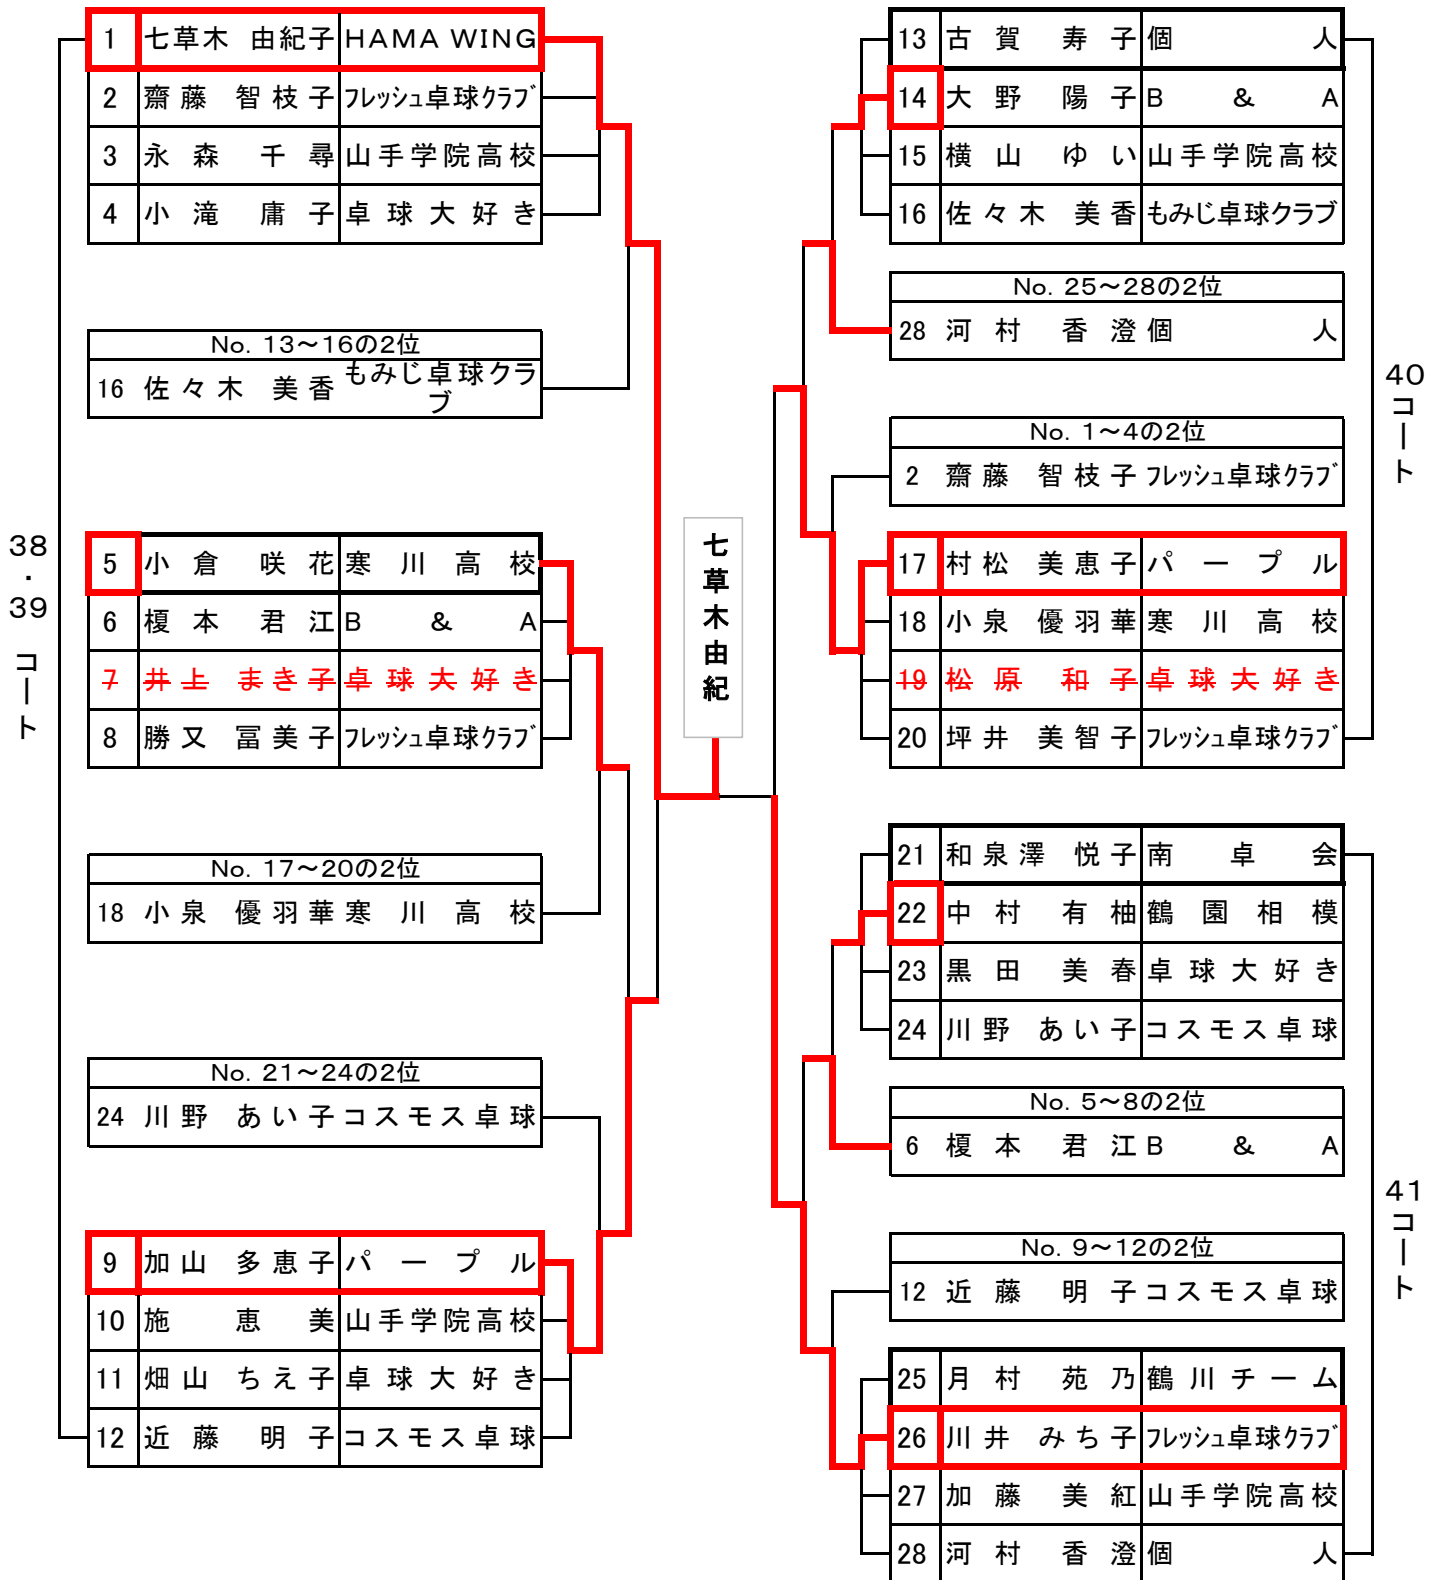 1 七草木 由紀子 HAMA WING
2 齋藤 智枝子 フレッシュ卓球クラブ
3 永森 千尋 山手学院高校
4 小滝 庸子 卓球大好き
No. 13～16の2位
16 佐々木 美香 もみじ卓球クラ
ブ
38・39 コート
5 小倉 咲花 寒川高校
6 榎本 君江 B & A
7 井上 まき子 卓球大好き
8 勝又 冨美子 フレッシュ卓球クラブ
No. 17～20の2位
18 小泉 優羽華 寒川高校
No. 21～24の2位
24 川野 あい子 コスモス卓球
9 加山 多恵子 パープル
10 施 恵美 山手学院高校
11 畑山 ちえ子 卓球大好き
12 近藤 明子 コスモス卓球
七草木由紀
13 古賀 寿子 個人
14 大野 陽子 B & A
15 横山 ゆい 山手学院高校
16 佐々木 美香 もみじ卓球クラブ
No. 25～28の2位
28 河村 香澄 個人
40コート
No. 1～4の2位
2 齋藤 智枝子 フレッシュ卓球クラブ
17 村松 美恵子 パープル
18 小泉 優羽華 寒川高校
19 松原 和子 卓球大好き
20 坪井 美智子 フレッシュ卓球クラブ
21 和泉澤 悦子 南卓会
22 中村 有柚 鶴園相模
23 黒田 美春 卓球大好き
24 川野 あい子 コスモス卓球
No. 5～8の2位
6 榎本 君江 B & A
41コート
No. 9～12の2位
12 近藤 明子 コスモス卓球
25 月村 苑乃 鶴川チーム
26 川井 みち子 フレッシュ卓球クラブ
27 加藤 美紅 山手学院高校
28 河村 香澄 個人